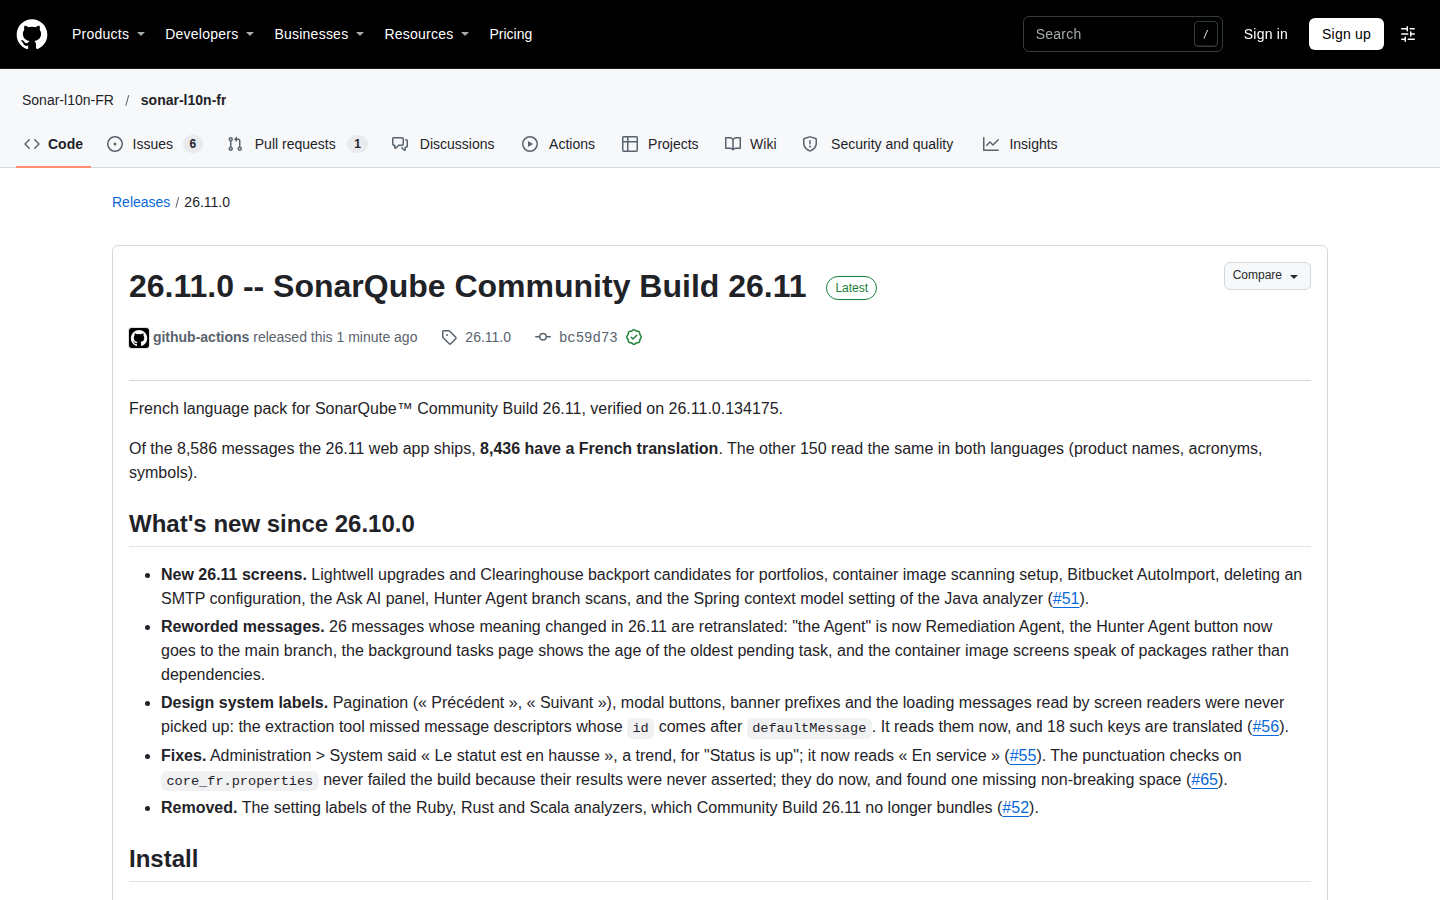 Products Developers Businesses Resources Pricing Search / Sign in Sign up
Sonar-l10n-FR / sonar-l10n-fr
Code Issues 6 Pull requests 1 Discussions Actions Projects Wiki Security and quality Insights
Releases / 26.11.0
26.11.0 -- SonarQube Community Build 26.11 Latest Compare
github-actions released this 1 minute ago 26.11.0 bc59d73
French language pack for SonarQube™ Community Build 26.11, verified on 26.11.0.134175.
Of the 8,586 messages the 26.11 web app ships, 8,436 have a French translation. The other 150 read the same in both languages (product names, acronyms,
symbols).
What's new since 26.10.0
• New 26.11 screens. Lightwell upgrades and Clearinghouse backport candidates for portfolios, container image scanning setup, Bitbucket AutoImport, deleting an
SMTP configuration, the Ask AI panel, Hunter Agent branch scans, and the Spring context model setting of the Java analyzer (#51).
• Reworded messages. 26 messages whose meaning changed in 26.11 are retranslated: "the Agent" is now Remediation Agent, the Hunter Agent button now
goes to the main branch, the background tasks page shows the age of the oldest pending task, and the container image screens speak of packages rather than
dependencies.
• Design system labels. Pagination (« Précédent », « Suivant »), modal buttons, banner prefixes and the loading messages read by screen readers were never
picked up: the extraction tool missed message descriptors whose id comes after defaultMessage. It reads them now, and 18 such keys are translated (#56).
• Fixes. Administration > System said « Le statut est en hausse », a trend, for "Status is up"; it now reads « En service » (#55). The punctuation checks on
core_fr.properties never failed the build because their results were never asserted; they do now, and found one missing non-breaking space (#65).
• Removed. The setting labels of the Ruby, Rust and Scala analyzers, which Community Build 26.11 no longer bundles (#52).
Install